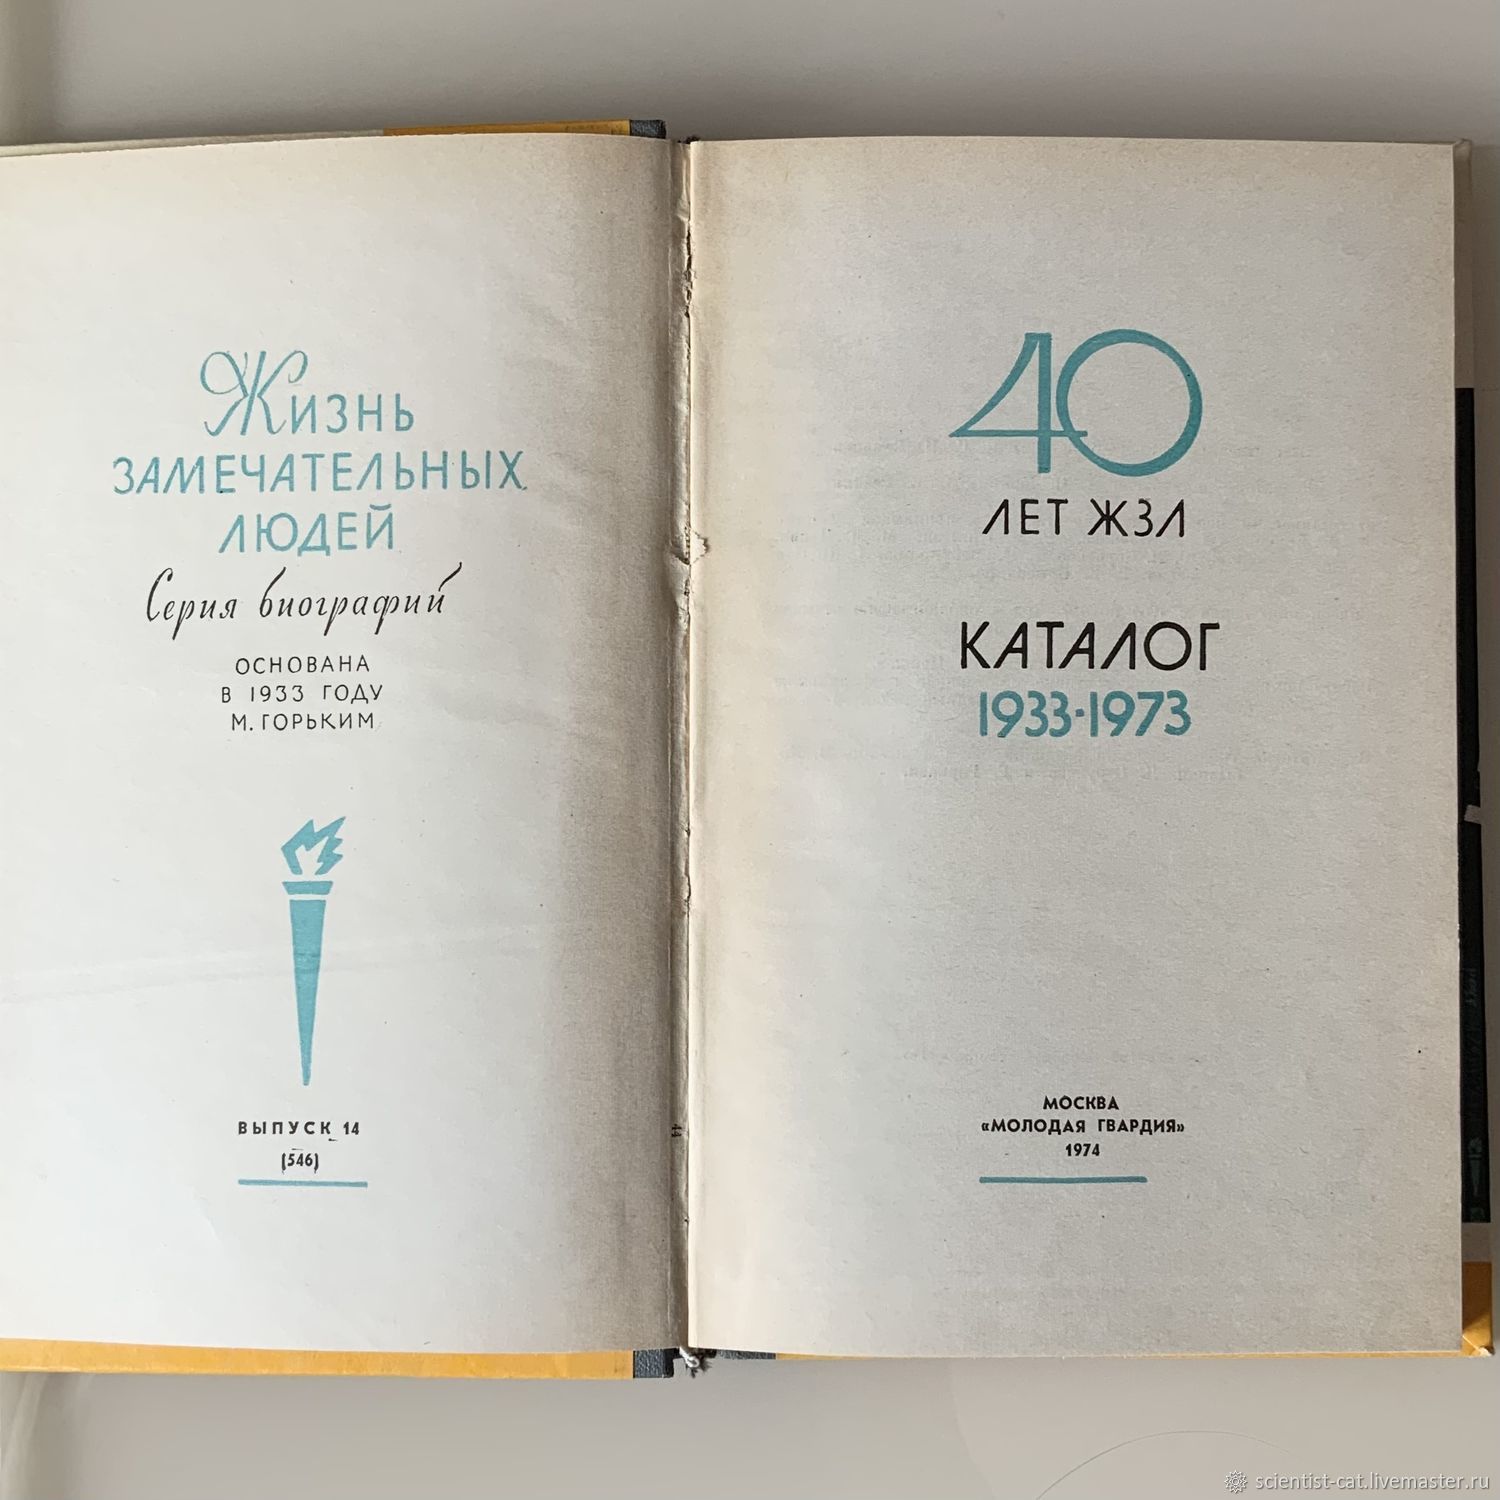 Жизнь
ЗАМЕЧАТЕЛЬНЫХ
ЛЮДЕЙ
Серия биографий
ОСНОВАНА
В 1933 ГОДУ
М. ГОРЬКИМ
ВЫПУСК 14
(546)
40
ЛЕТ ЖЗЛ
КАТАЛОГ
1933·1973
МОСКВА
«МОЛОДАЯ ГВАРДИЯ»
1974
scientist-cat.livemaster.ru